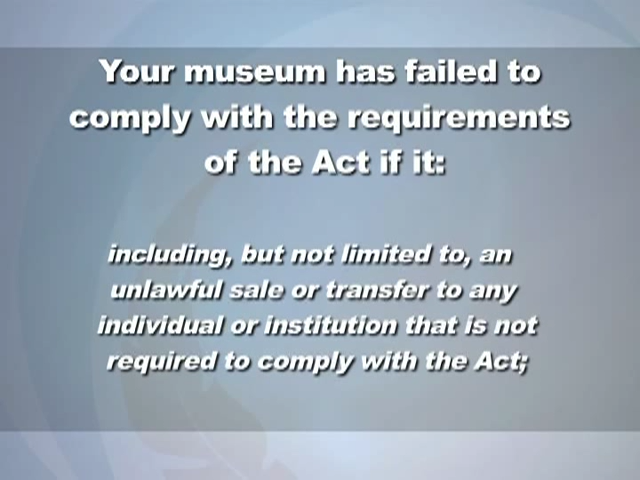 Your museum has failed to
comply with the requirements
of the Act if it:
including, but not limited to, an
unlawful sale or transfer to any
individual or institution that is not
required to comply with the Act;